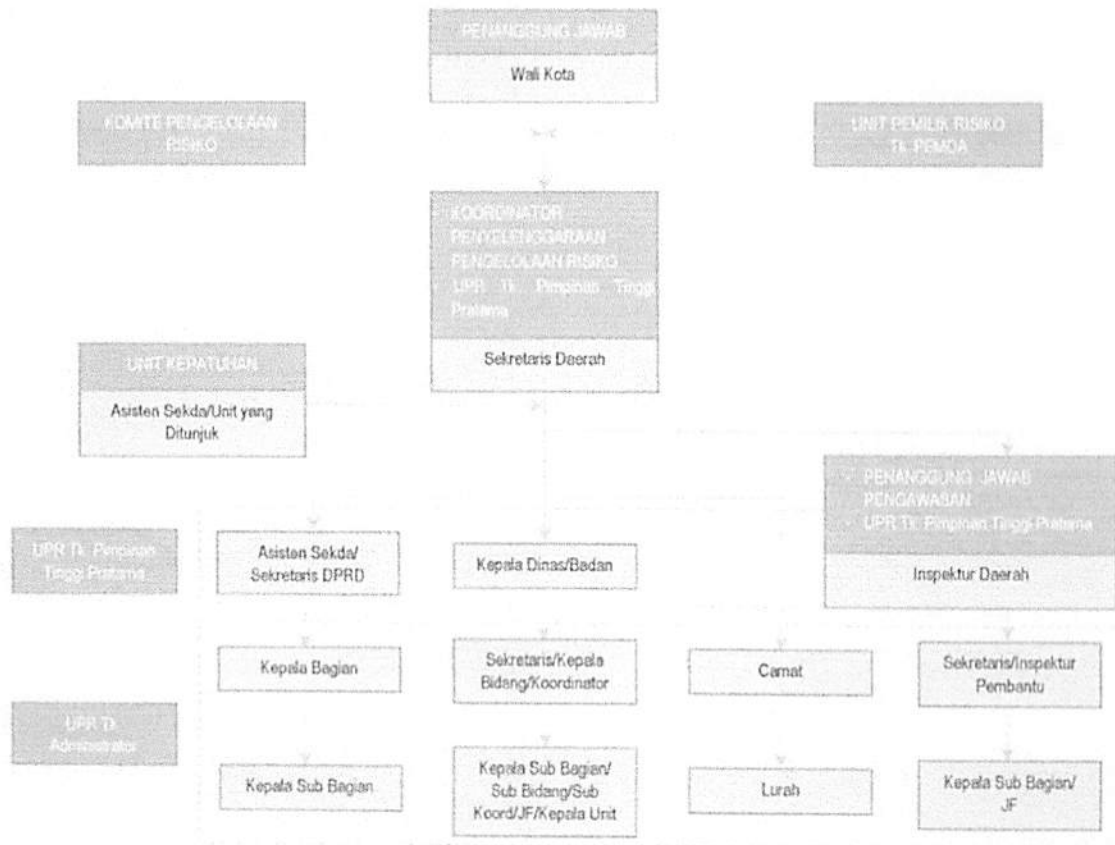 PENANGGUNG JAWAB
Wali Kota
KOMITE PENGELOLAAN
RISIKO
UNIT PEMILIK RISIKO
Tk. PEMDA
KOORDINATOR
PENYELENGGARAAN
PENGELOLAAN RISIKO
UPR Tk. Pimpinan Tinggi
Pratama
Sekretaris Daerah
UNIT KEPATUHAN
Asisten Sekda/Unit yang
Ditunjuk
PENANGGUNG JAWAB
PENGAWASAN
UPR Tk. Pimpinan Tinggi Pratama
Inspektur Daerah
UPR Tk. Pimpinan
Tinggi Pratama
Asisten Sekda/
Sekretaris DPRD
Kepala Dinas/Badan
Kepala Bagian
Sekretaris/Kepala
Bidang/Koordinator
Camat
Sekretaris/Inspektur
Pembantu
UPR Tk.
Administrator
Kepala Sub Bagian
Kepala Sub Bagian/
Sub Bidang/Sub
Koord/JF/Kepala Unit
Lurah
Kepala Sub Bagian/
JF